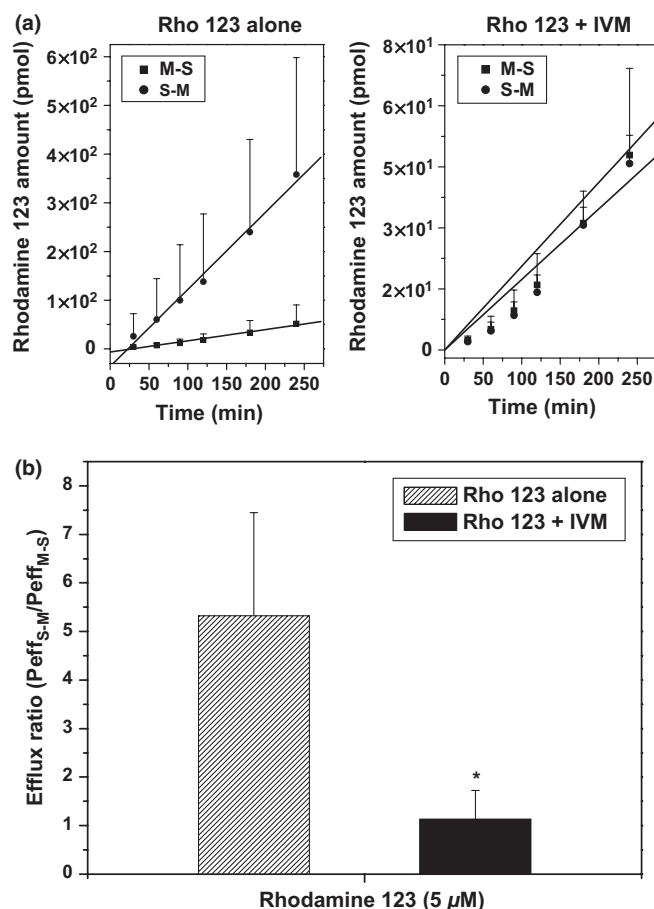 (a)
Rho 123 alone
Rhodamine 123 amount (pmol)
6×10²
5×10²
4×10²
3×10²
2×10²
1×10²
0
M-S
S-M
0 50 100 150 200 250
Time (min)
Rho 123 + IVM
Rhodamine 123 amount (pmol)
8×10¹
6×10¹
5×10¹
3×10¹
2×10¹
0
M-S
S-M
0 50 100 150 200 250
Time (min)
(b)
Efflux ratio (Peff_S-M/Peff_M-S)
8
7
6
5
4
3
2
1
0
Rho 123 alone
Rho 123 + IVM
*
Rhodamine 123 (5 µM)